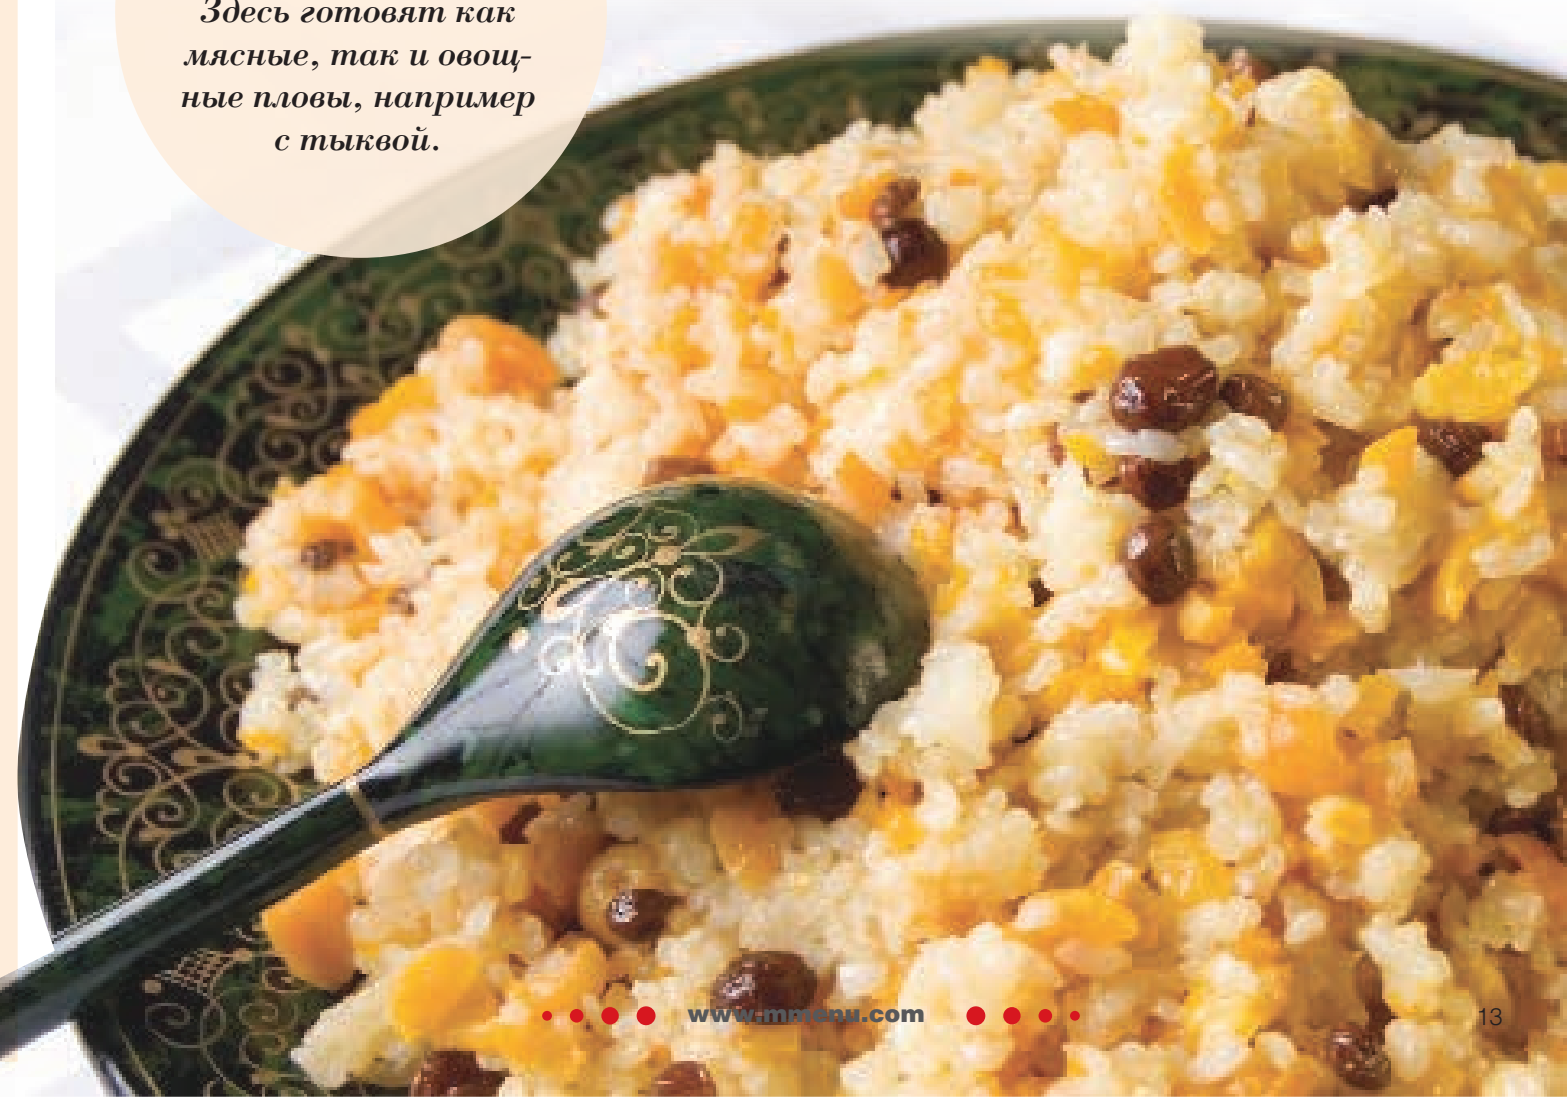 Здесь готовят как
мясные, так и овощ-
ные пловы, например
с тыквой.
www.mmenu.com
13